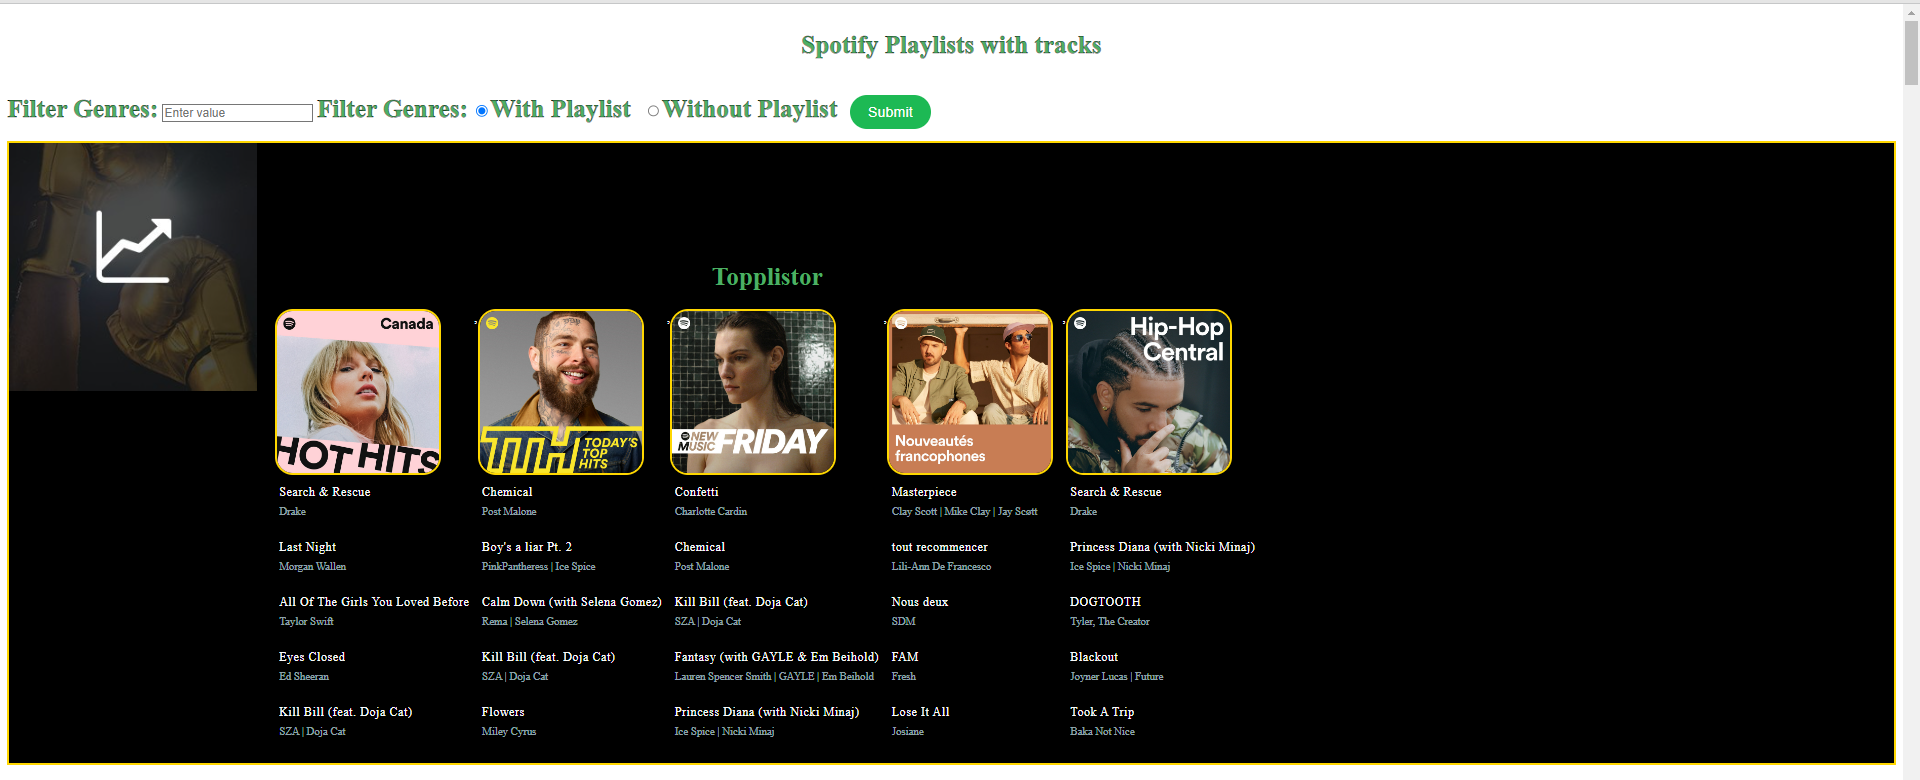 Spotify Playlists with tracks
Filter Genres: Enter value Filter Genres: With Playlist Without Playlist Submit
Topplistor
Canada
HOT HITS
TTH TODAY'S TOP HITS
NEW MUSIC FRIDAY
Nouveautés
francophones
Hip-Hop
Central
Search & Rescue
Drake
Last Night
Morgan Wallen
All Of The Girls You Loved Before
Taylor Swift
Eyes Closed
Ed Sheeran
Kill Bill (feat. Doja Cat)
SZA | Doja Cat
Chemical
Post Malone
Boy's a liar Pt. 2
PinkPantheress | Ice Spice
Calm Down (with Selena Gomez)
Rema | Selena Gomez
Kill Bill (feat. Doja Cat)
SZA | Doja Cat
Flowers
Miley Cyrus
Confetti
Charlotte Cardin
Chemical
Post Malone
Kill Bill (feat. Doja Cat)
SZA | Doja Cat
Fantasy (with GAYLE & Em Beihold)
Lauren Spencer Smith | GAYLE | Em Beihold
Princess Diana (with Nicki Minaj)
Ice Spice | Nicki Minaj
Masterpiece
Clay Scott | Mike Clay | Jay Scøtt
tout recommencer
Lili-Ann De Francesco
Nous deux
SDM
FAM
Fresh
Lose It All
Josiane
Search & Rescue
Drake
Princess Diana (with Nicki Minaj)
Ice Spice | Nicki Minaj
DOGTOOTH
Tyler, The Creator
Blackout
Joyner Lucas | Future
Took A Trip
Baka Not Nice